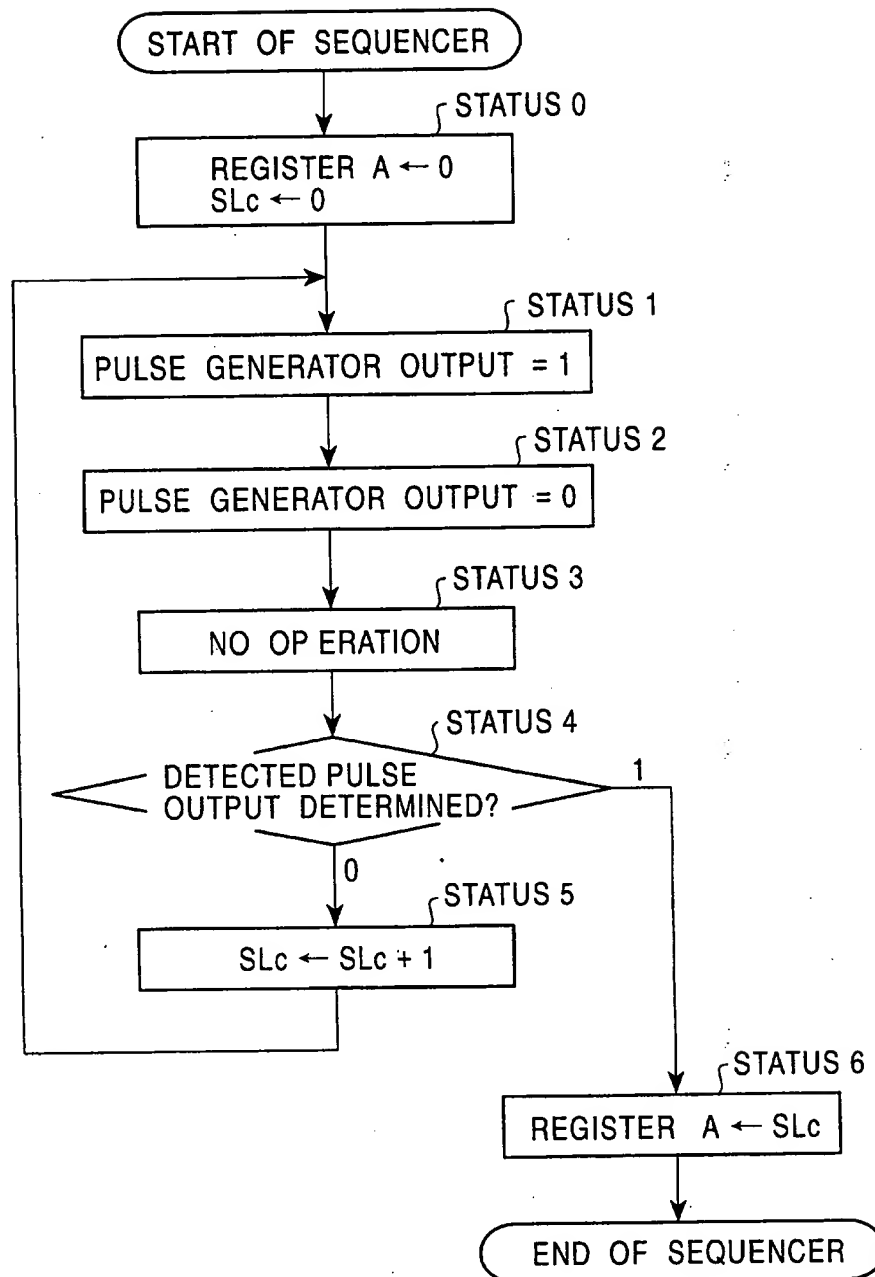 START OF SEQUENCER
STATUS 0
REGISTER A ← 0
SLc ← 0
STATUS 1
PULSE GENERATOR OUTPUT = 1
STATUS 2
PULSE GENERATOR OUTPUT = 0
STATUS 3
NO OPERATION
STATUS 4
DETECTED PULSE
OUTPUT DETERMINED?
1
0
STATUS 5
SLc ← SLc + 1
STATUS 6
REGISTER A ← SLc
END OF SEQUENCER